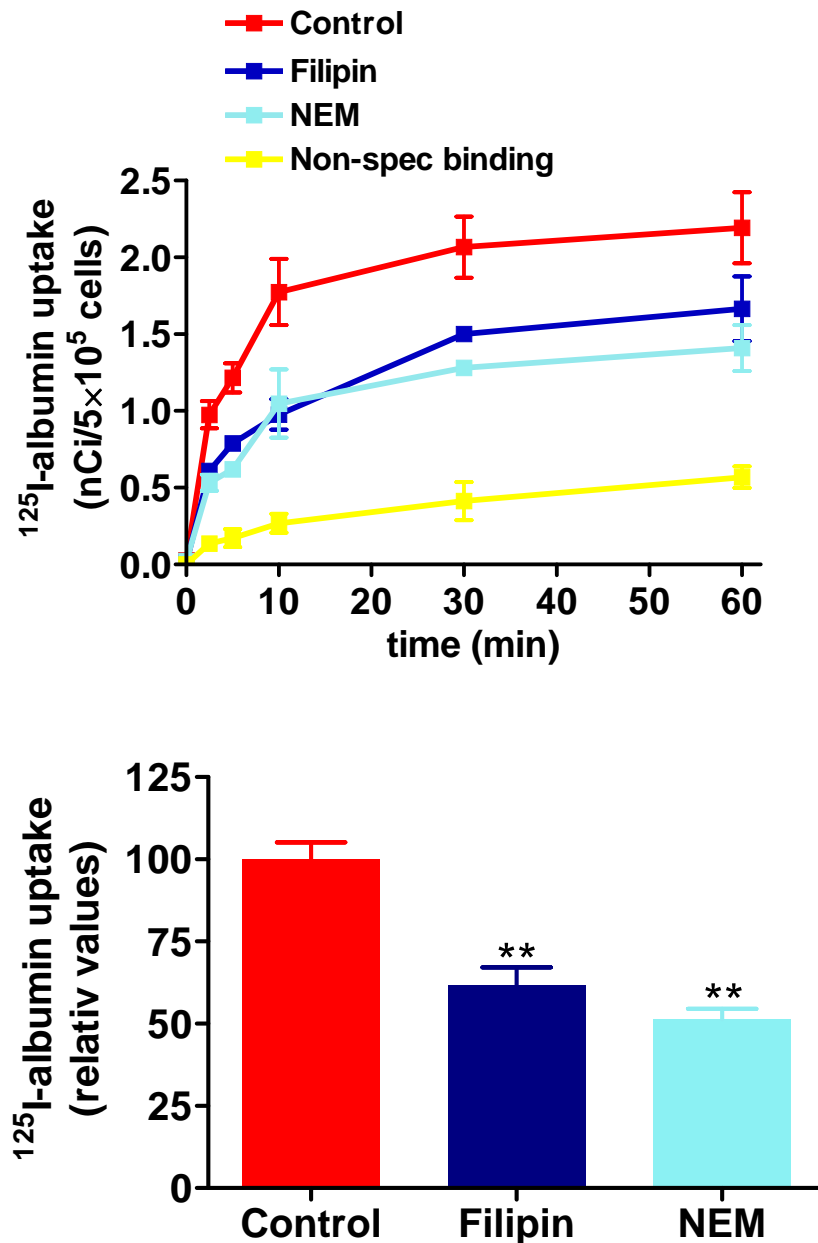 Control
Filipin
NEM
Non-spec binding
¹²⁵I-albumin uptake
(nCi/5×10⁵ cells)
2.5
2.0
1.5
1.0
0.5
0.0
0 10 20 30 40 50 60
time (min)
¹²⁵I-albumin uptake
(relativ values)
125
100
75
50
25
0
**
**
Control Filipin NEM